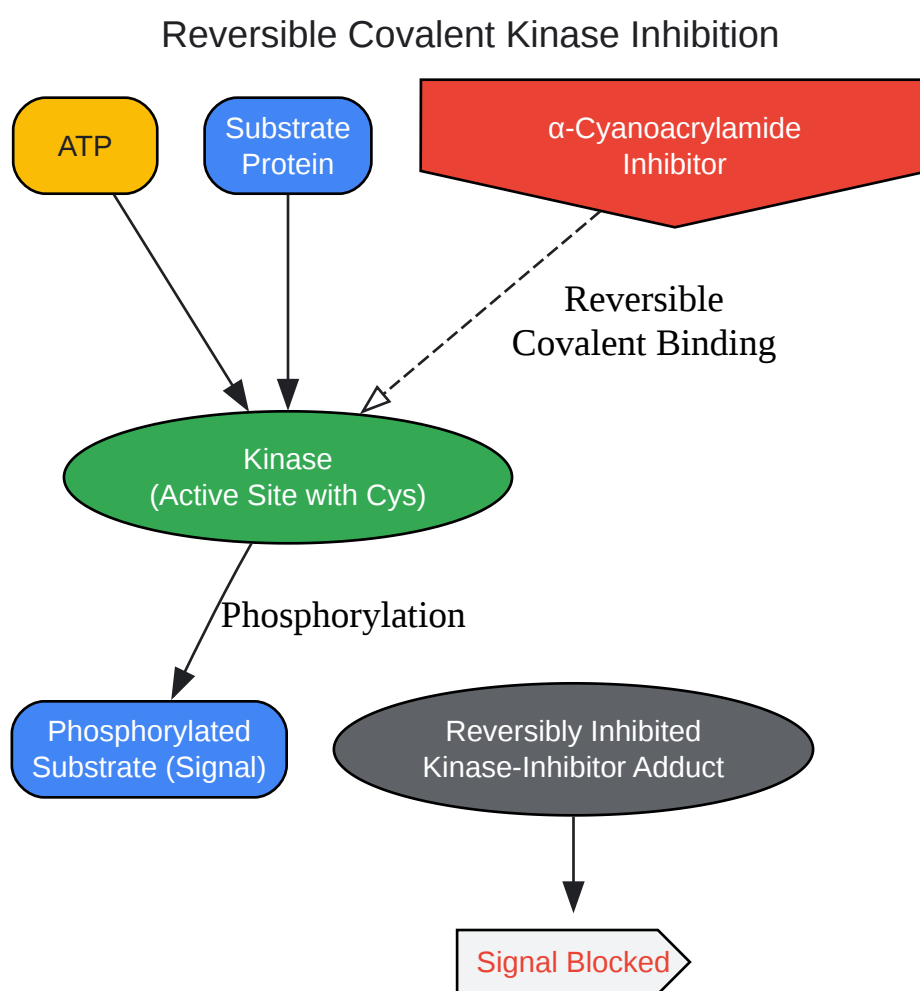 Reversible Covalent Kinase Inhibition
ATP
Substrate
Protein
α-Cyanoacrylamide
Inhibitor
Reversible
Covalent Binding
Kinase
(Active Site with Cys)
Phosphorylation
Phosphorylated
Substrate (Signal)
Reversibly Inhibited
Kinase-Inhibitor Adduct
Signal Blocked